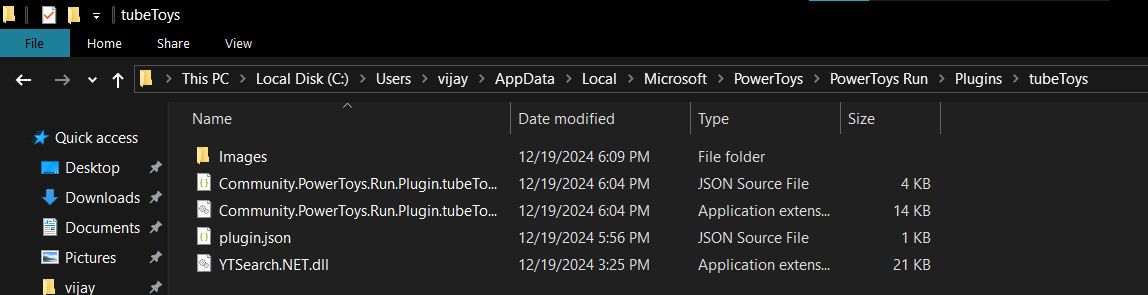 tubeToys
File Home Share View
This PC Local Disk (C:) Users vijay AppData Local Microsoft PowerToys PowerToys Run Plugins tubeToys
Name Date modified Type Size
Quick access
Desktop
Downloads
Documents
Pictures
vijay
Images 12/19/2024 6:09 PM File folder
Community.PowerToys.Run.Plugin.tubeTo... 12/19/2024 6:04 PM JSON Source File 4 KB
Community.PowerToys.Run.Plugin.tubeTo... 12/19/2024 6:04 PM Application extens... 14 KB
plugin.json 12/19/2024 5:56 PM JSON Source File 1 KB
YTSearch.NET.dll 12/19/2024 3:25 PM Application extens... 21 KB